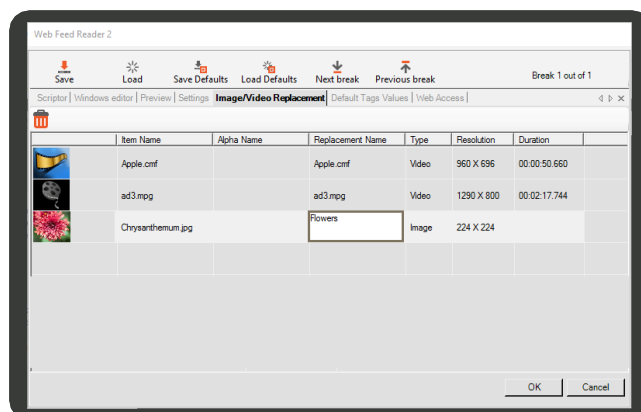 Web Feed Reader 2
Save Load Save Defaults Load Defaults Next break Previous break Break 1 out of 1
Scriptor Windows editor Preview Settings Image/Video Replacement Default Tags Values Web Access
Item Name Alpha Name Replacement Name Type Resolution Duration
Apple.cmf Apple.cmf Video 960 X 696 00:00:50.660
ad3.mpg ad3.mpg Video 1290 X 800 00:02:17.744
Chrysanthemum.jpg Flowers Image 224 X 224
OK Cancel